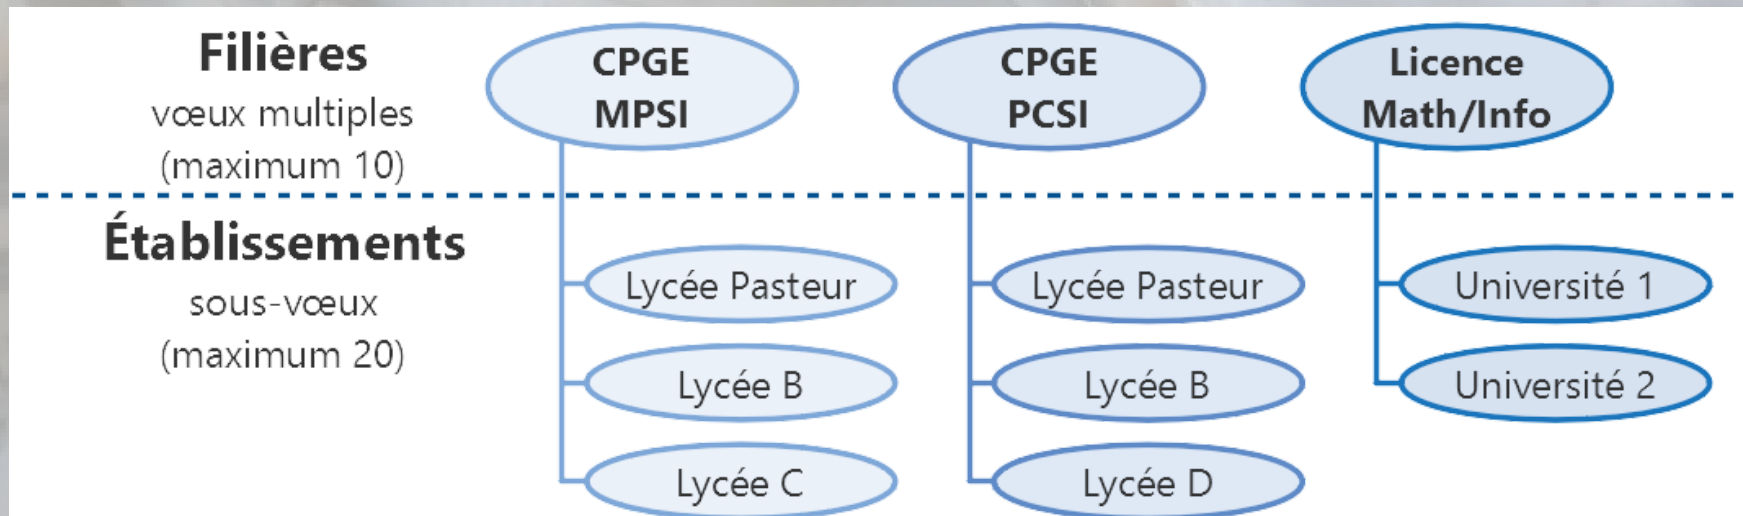 Filières
vœux multiples
(maximum 10)
CPGE
MPSI
CPGE
PCSI
Licence
Math/Info
Établissements
sous-vœux
(maximum 20)
Lycée Pasteur
Lycée B
Lycée C
Lycée Pasteur
Lycée B
Lycée D
Université 1
Université 2